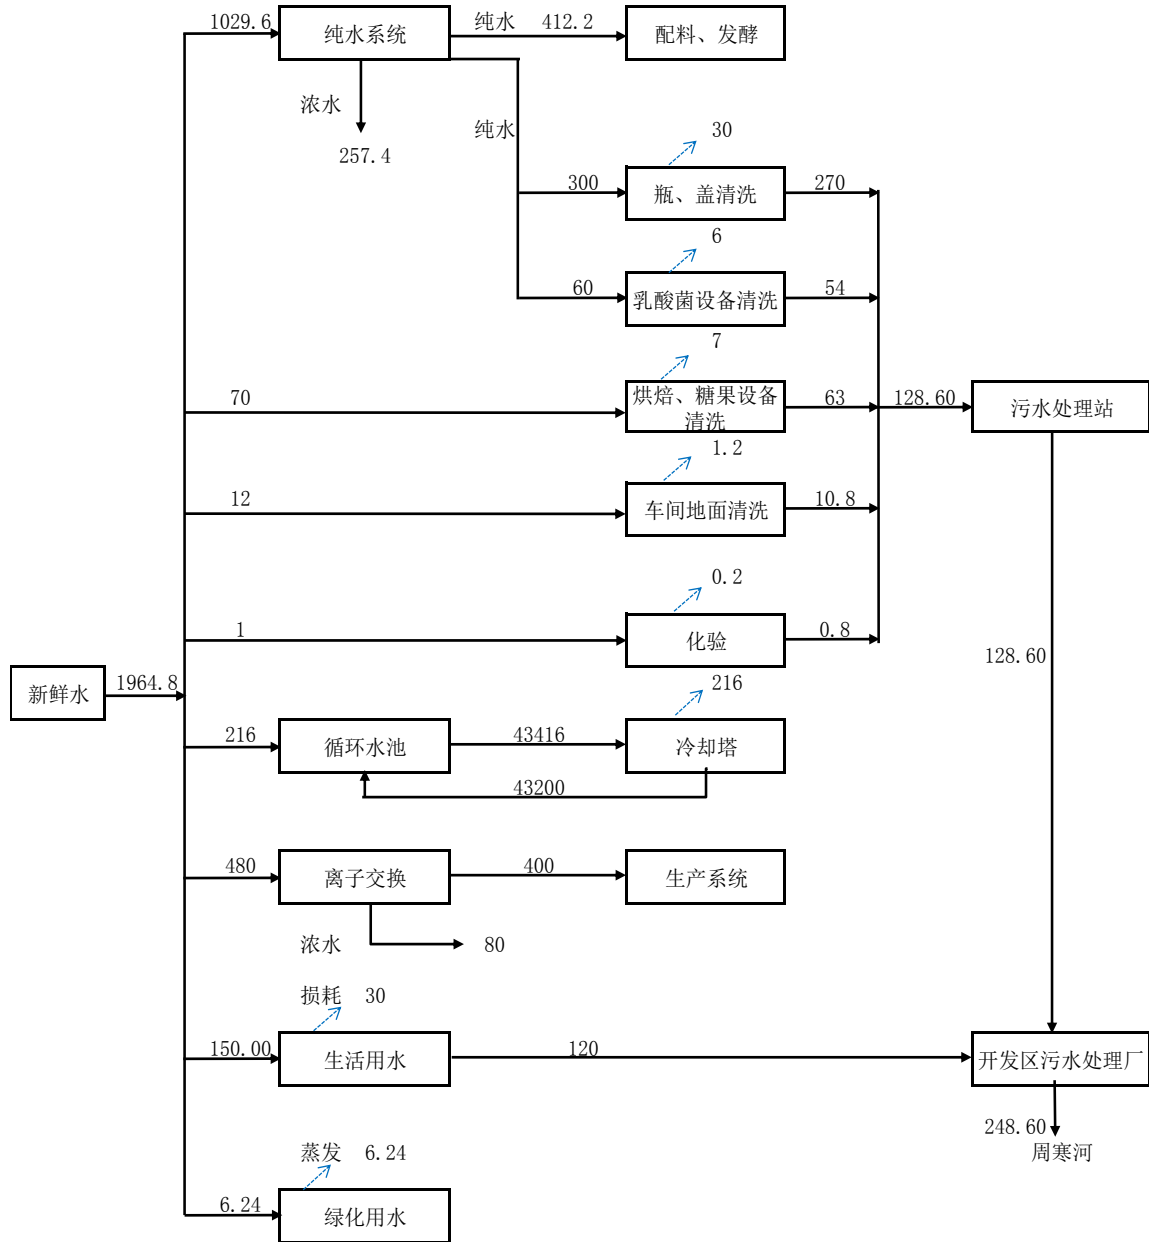 1029.6
纯水系统
纯水
412.2
配料、发酵
浓水
257.4
纯水
30
300
瓶、盖清洗
270
6
60
乳酸菌设备清洗
54
7
70
烘焙、糖果设备
清洗
63
128.60
污水处理站
1.2
12
车间地面清洗
10.8
0.2
1
化验
0.8
128.60
新鲜水
1964.8
216
216
循环水池
43416
冷却塔
43200
480
离子交换
400
生产系统
浓水
80
损耗 30
150.00
生活用水
120
开发区污水处理厂
248.60
周寒河
蒸发 6.24
6.24
绿化用水